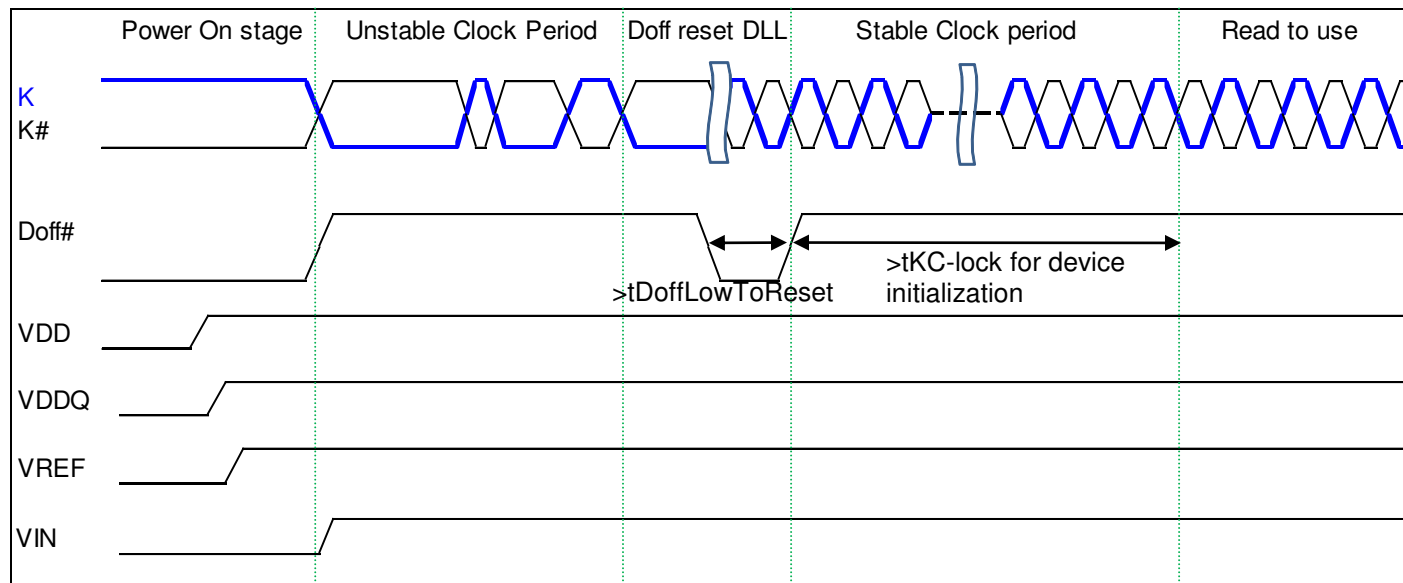 Power On stage
Unstable Clock Period
Doff reset DLL
Stable Clock period
Read to use
K
K#
Doff#
>tDoffLowToReset
>tKC-lock for device
initialization
VDD
VDDQ
VREF
VIN